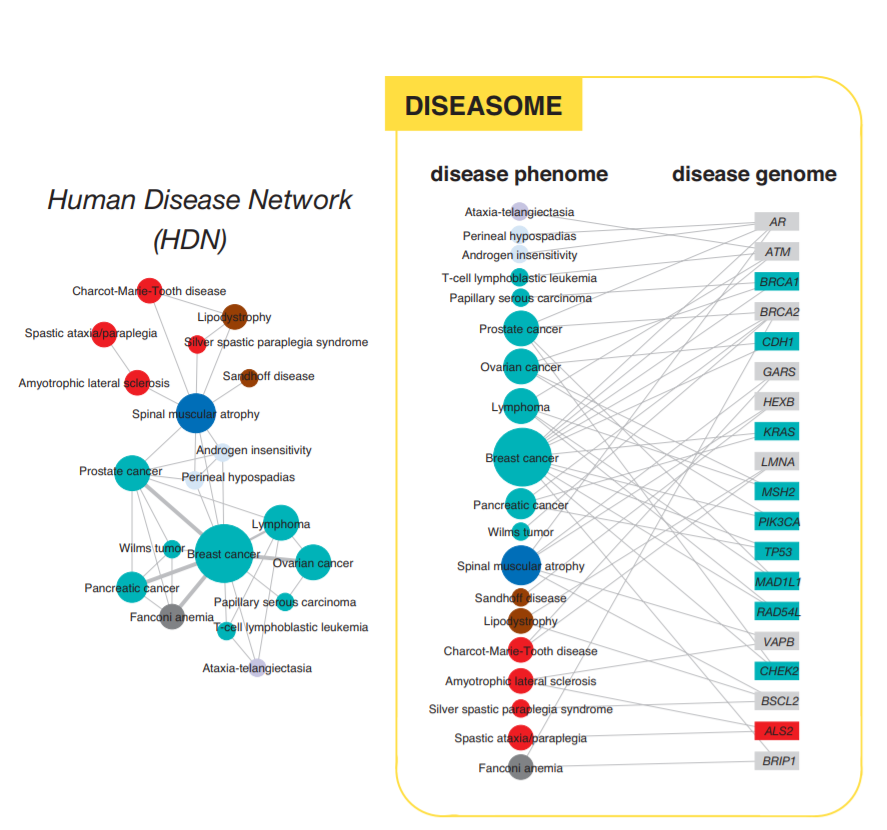 DISEASOME
Human Disease Network
(HDN)
Charcot-Marie-Tooth disease
Lipodystrophy
Spastic ataxia/paraplegia
Silver spastic paraplegia syndrome
Amyotrophic lateral sclerosis
Sandhoff disease
Spinal muscular atrophy
Androgen insensitivity
Prostate cancer
Perineal hypospadias
Lymphoma
Wilms tumor
Breast cancer
Ovarian cancer
Pancreatic cancer
Papillary serous carcinoma
Fanconi anemia
T-cell lymphoblastic leukemia
Ataxia-telangiectasia
disease phenome
Ataxia-telangiectasia
Perineal hypospadias
Androgen insensitivity
T-cell lymphoblastic leukemia
Papillary serous carcinoma
Prostate cancer
Ovarian cancer
Lymphoma
Breast cancer
Pancreatic cancer
Wilms tumor
Spinal muscular atrophy
Sandhoff disease
Lipodystrophy
Charcot-Marie-Tooth disease
Amyotrophic lateral sclerosis
Silver spastic paraplegia syndrome
Spastic ataxia/paraplegia
Fanconi anemia
disease genome
AR
ATM
BRCA1
BRCA2
CDH1
GARS
HEXB
KRAS
LMNA
MSH2
PIK3CA
TP53
MAD1L1
RAD54L
VAPB
CHEK2
BSCL2
ALS2
BRIP1